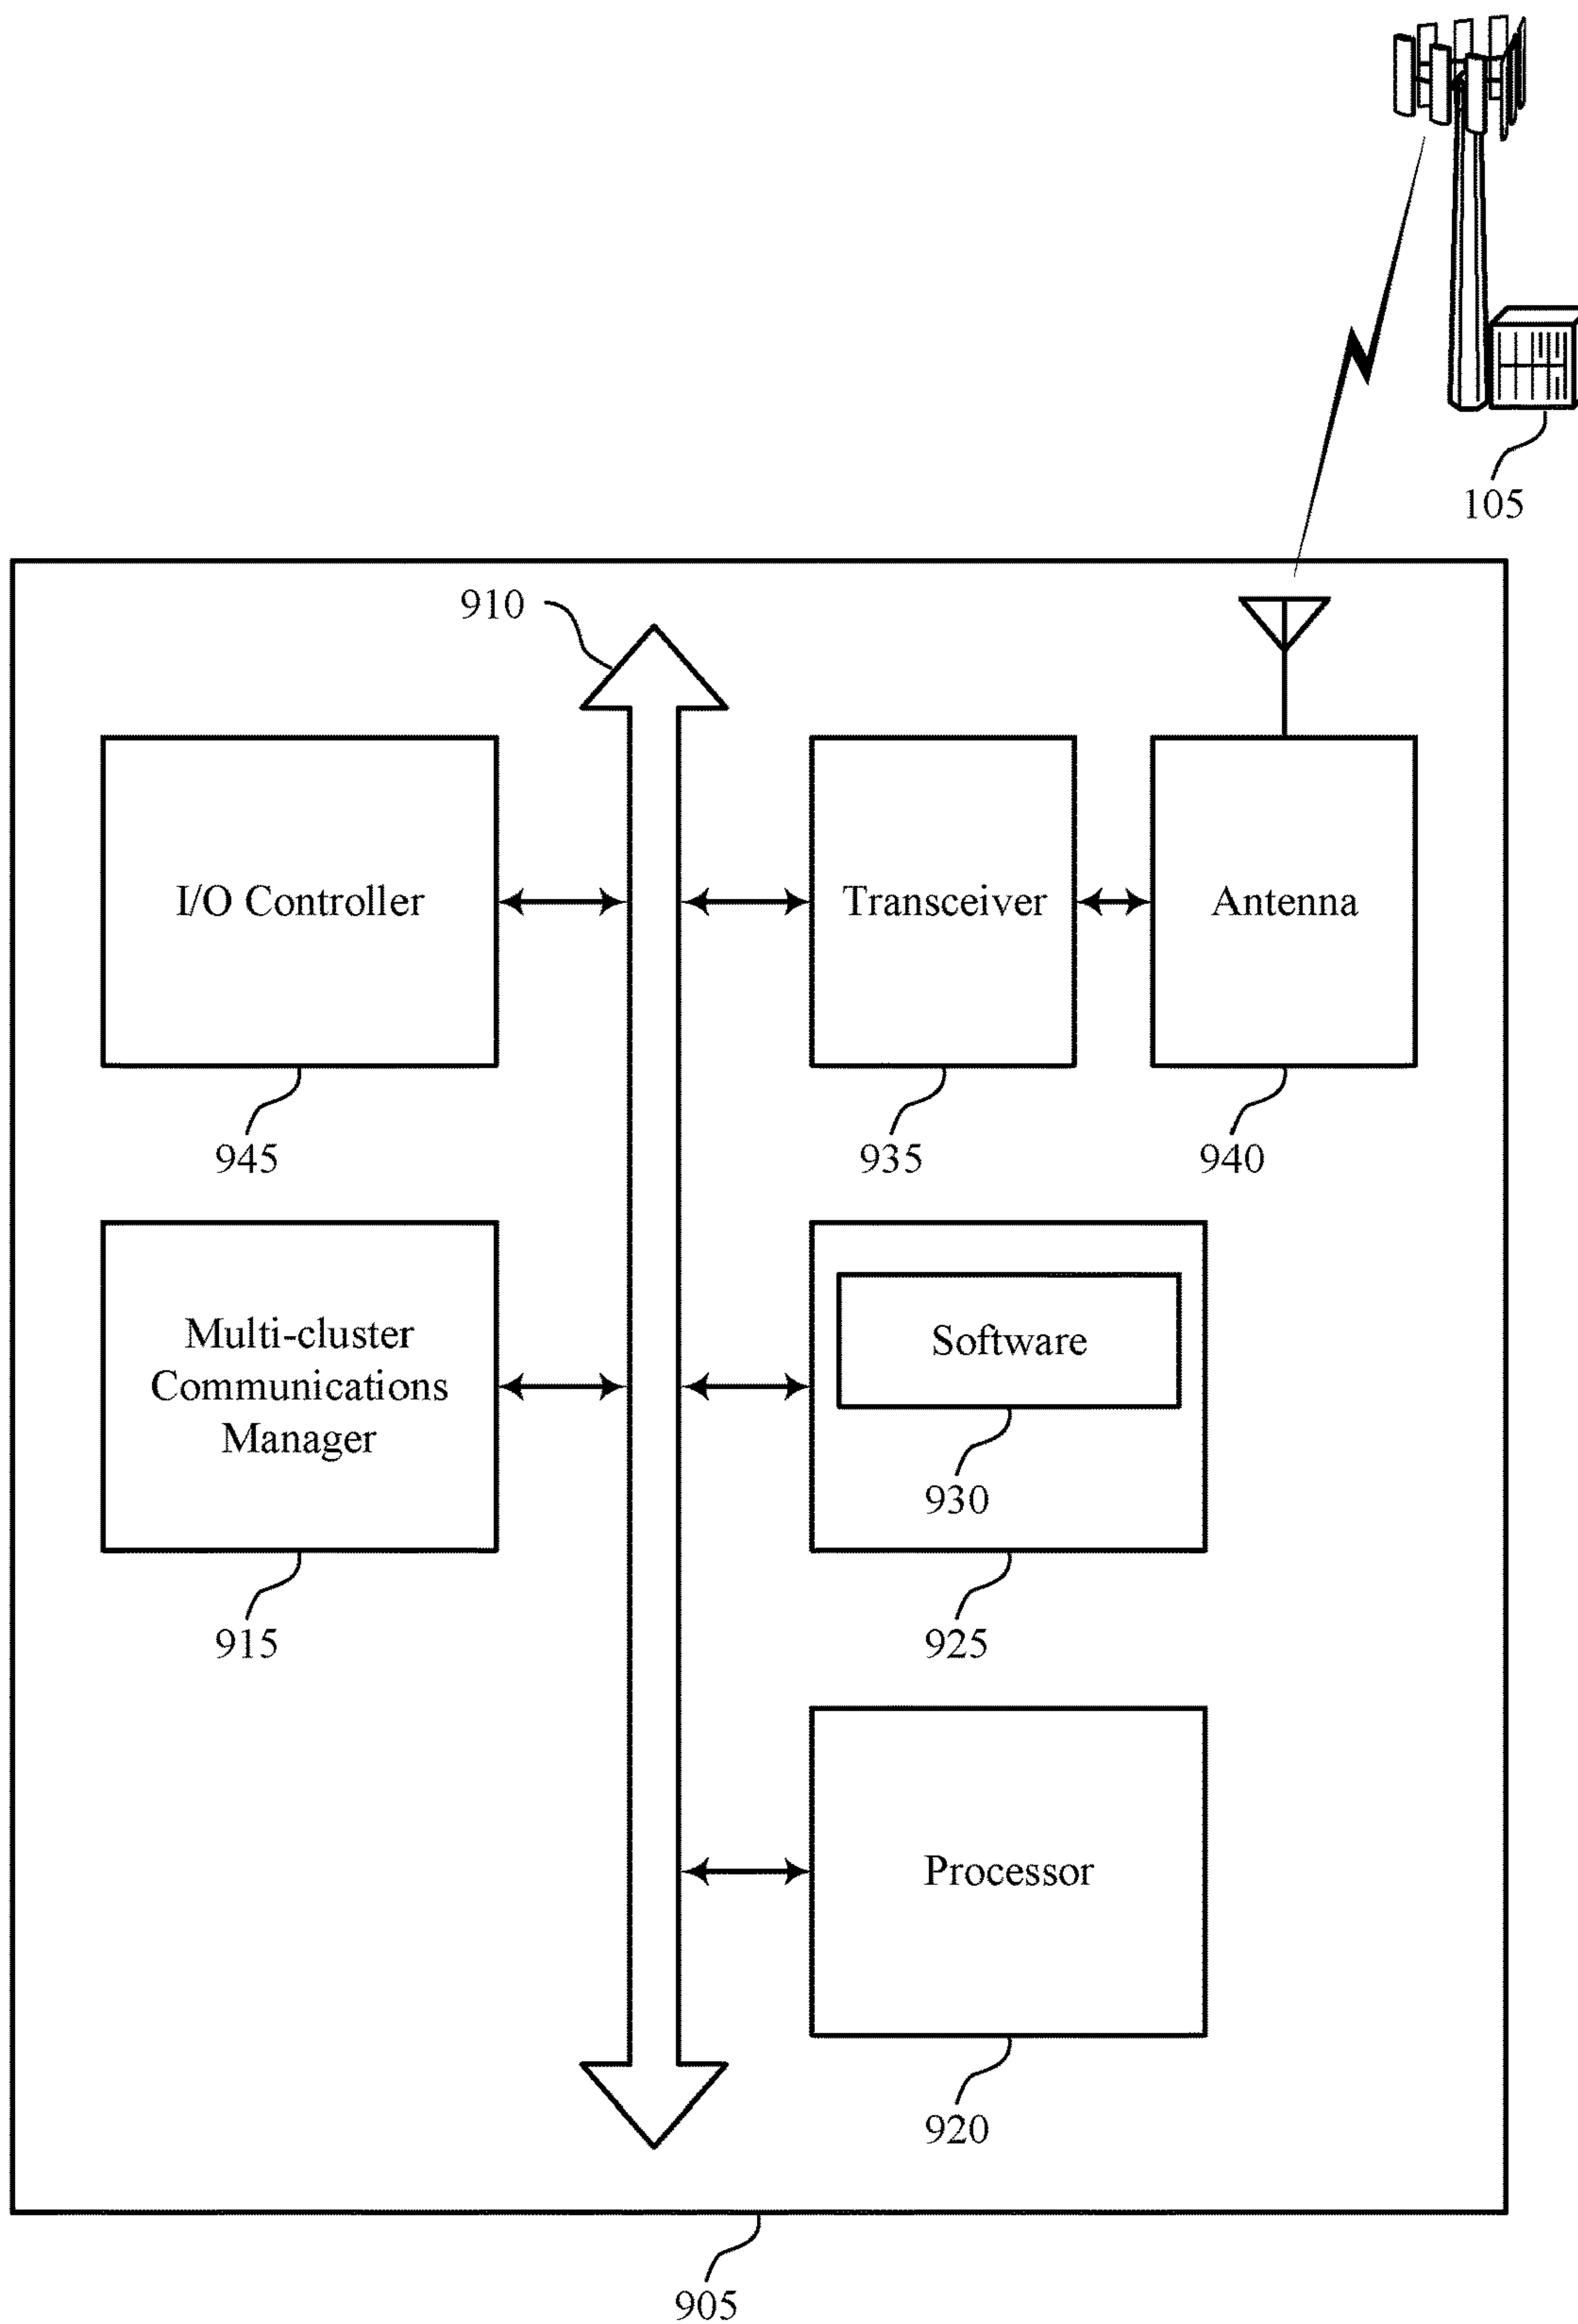 105
910
I/O Controller
Transceiver
Antenna
945
935
940
Multi-cluster
Communications
Manager
Software
930
915
925
Processor
920
905